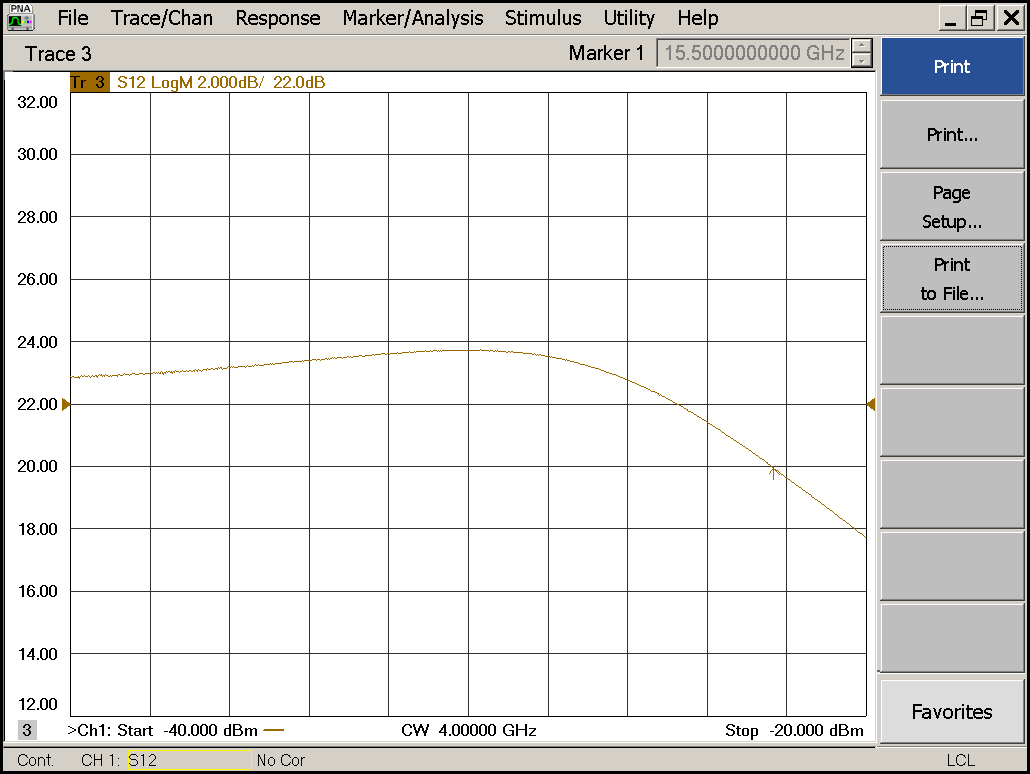 PNA File Trace/Chan Response Marker/Analysis Stimulus Utility Help
Trace 3 Marker 1 15.5000000000 GHz
Print
Tr 3 S12 LogM 2.000dB/ 22.0dB
32.00
Print...
30.00
Page
Setup...
28.00
Print
to File...
26.00
24.00
22.00
20.00
18.00
16.00
14.00
12.00
Favorites
3 >Ch1: Start -40.000 dBm CW 4.00000 GHz Stop -20.000 dBm
Cont. CH 1: S12 No Cor LCL